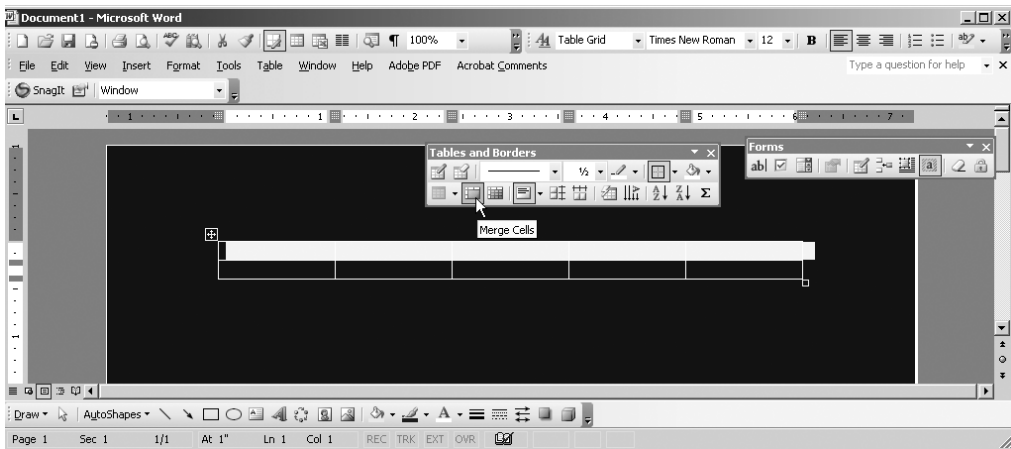 Document1 - Microsoft Word
100% Table Grid Times New Roman 12 B
File Edit View Insert Format Tools Table Window Help Adobe PDF Acrobat Comments Type a question for help
SnagIt Window
1 1 2 3 4 5 6 7
Tables and Borders
Forms
½
ab| a
Merge Cells
Draw AutoShapes A
Page 1 Sec 1 1/1 At 1" Ln 1 Col 1 REC TRK EXT OVR